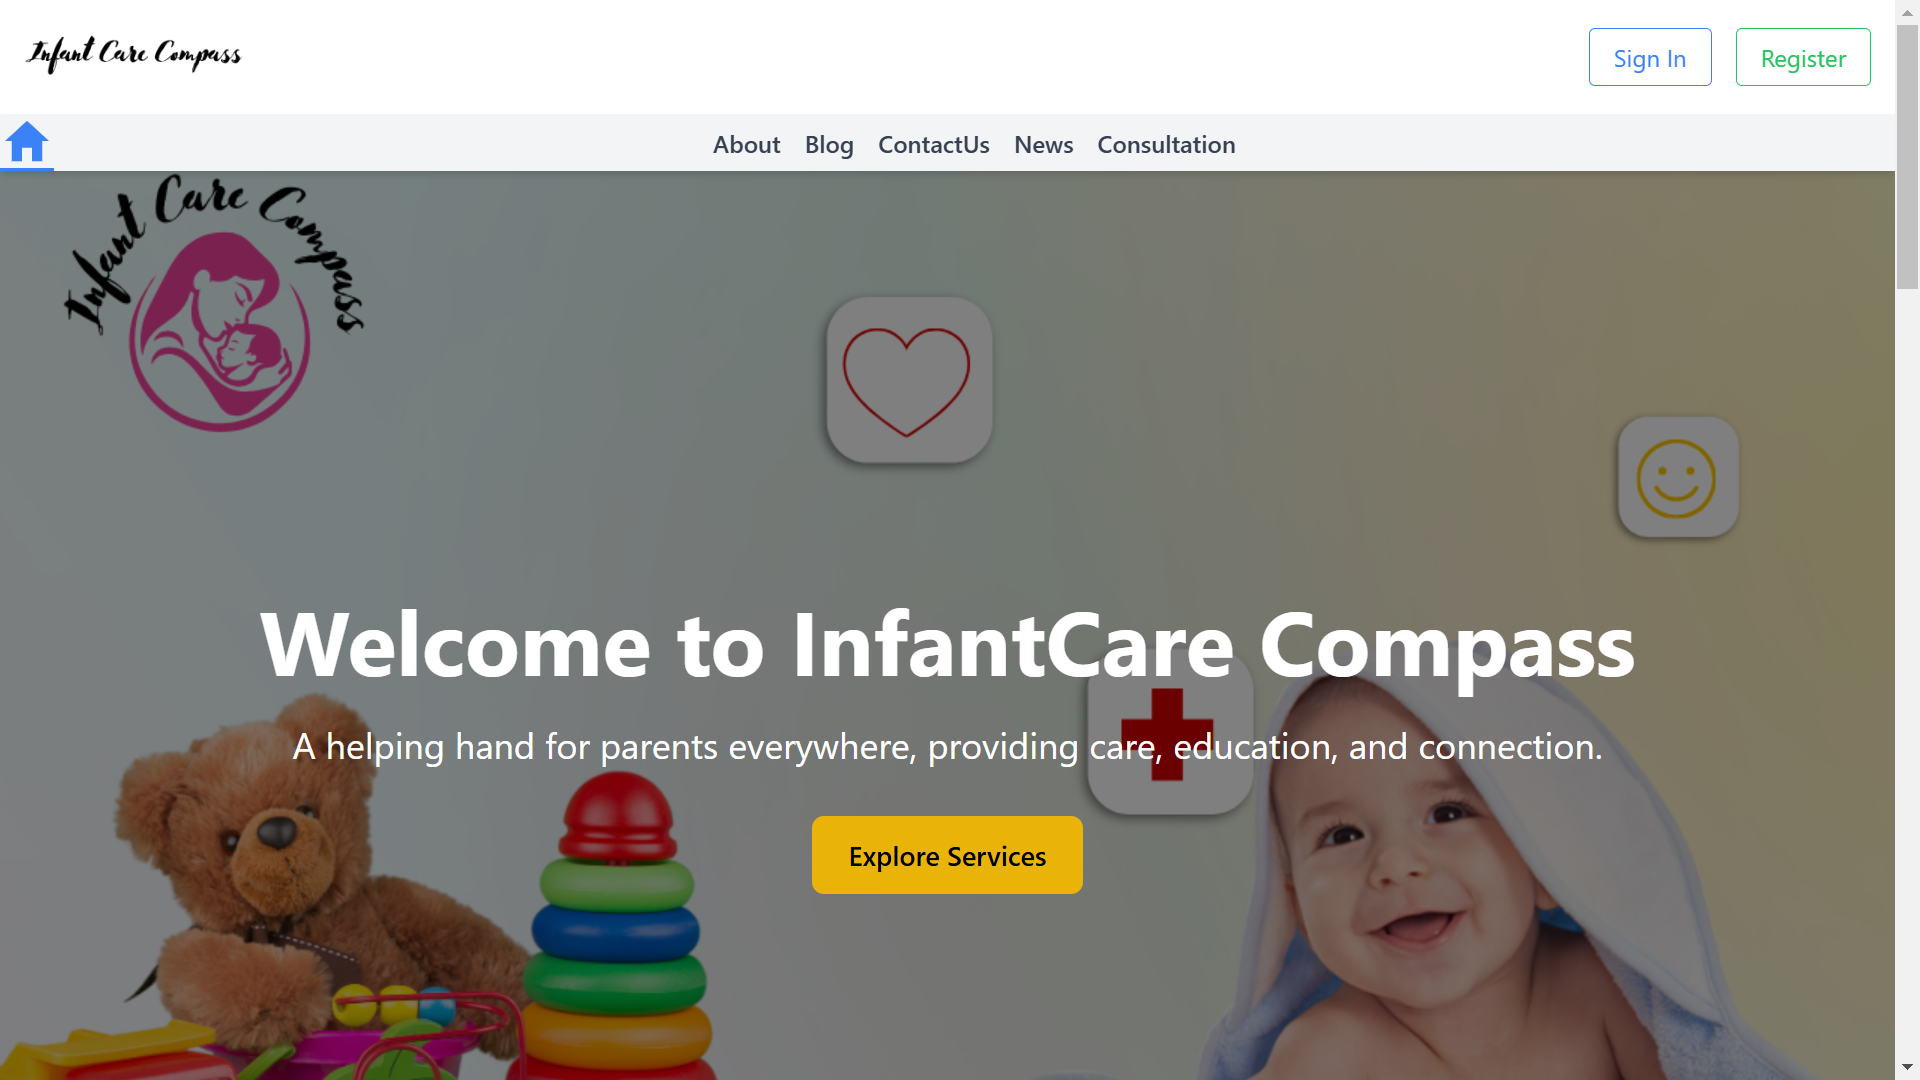 Infant Care Compass
Sign In
Register
About Blog ContactUs News Consultation
Infant Care Compass
Welcome to InfantCare Compass
A helping hand for parents everywhere, providing care, education, and connection.
Explore Services